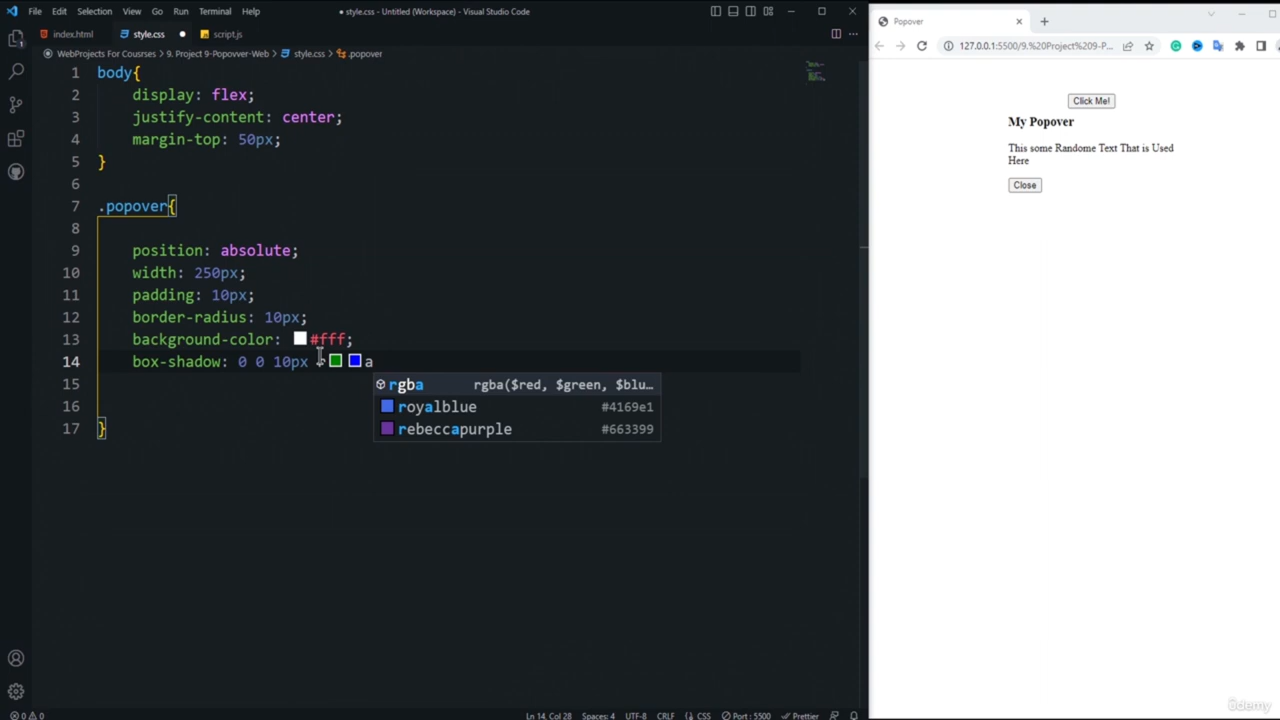 File Edit Selection View Go Run Terminal Help
● style.css - Untitled (Workspace) - Visual Studio Code
index.html style.css ● script.js
WebProjects For Courses > 9. Project 9-Popovver-Web > style.css > .popover
1 body{
2 display: flex;
3 justify-content: center;
4 margin-top: 50px;
5 }
6
7 .popover{
8
9 position: absolute;
10 width: 250px;
11 padding: 10px;
12 border-radius: 10px;
13 background-color: #fff;
14 box-shadow: 0 0 10px a
rgba rgba($red, $green, $blu…
15
royalblue #4169e1
16
rebeccapurple #663399
17 }
0 0 Ln 14, Col 28 Spaces: 4 UTF-8 CRLF {} CSS Port : 5500 Prettier
Popover
127.0.0.1:5500/9.%20Project%209-P...
Click Me!
My Popover
This some Randome Text That is Used
Here
Close
ûdemy